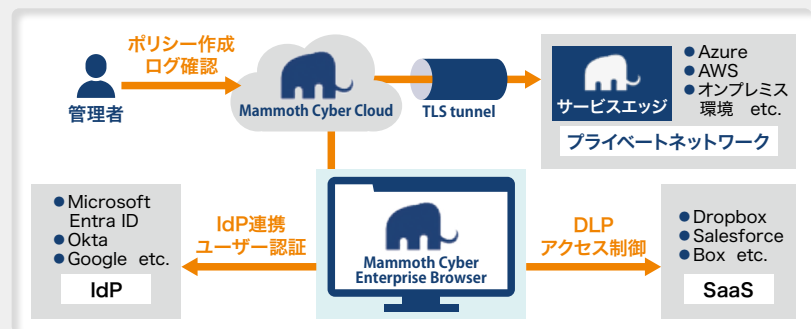 ポリシー作成
ログ確認
管理者
Mammoth Cyber Cloud
TLS tunnel
サービスエッジ
●Azure
●AWS
●オンプレミス
環境 etc.
プライベートネットワーク
●Microsoft
Entra ID
●Okta
●Google etc.
IdP
IdP連携
ユーザー認証
Mammoth Cyber
Enterprise Browser
DLP
アクセス制御
●Dropbox
●Salesforce
●Box etc.
SaaS